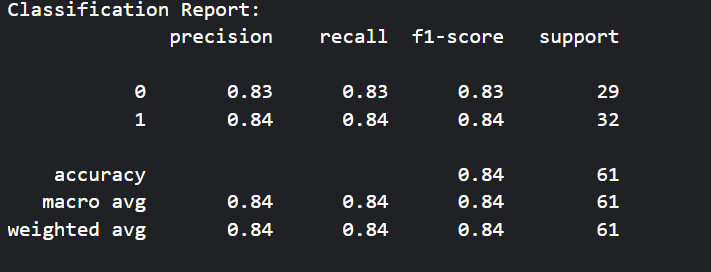 Classification Report:
precision recall f1-score support
0 0.83 0.83 0.83 29
1 0.84 0.84 0.84 32
accuracy 0.84 61
macro avg 0.84 0.84 0.84 61
weighted avg 0.84 0.84 0.84 61